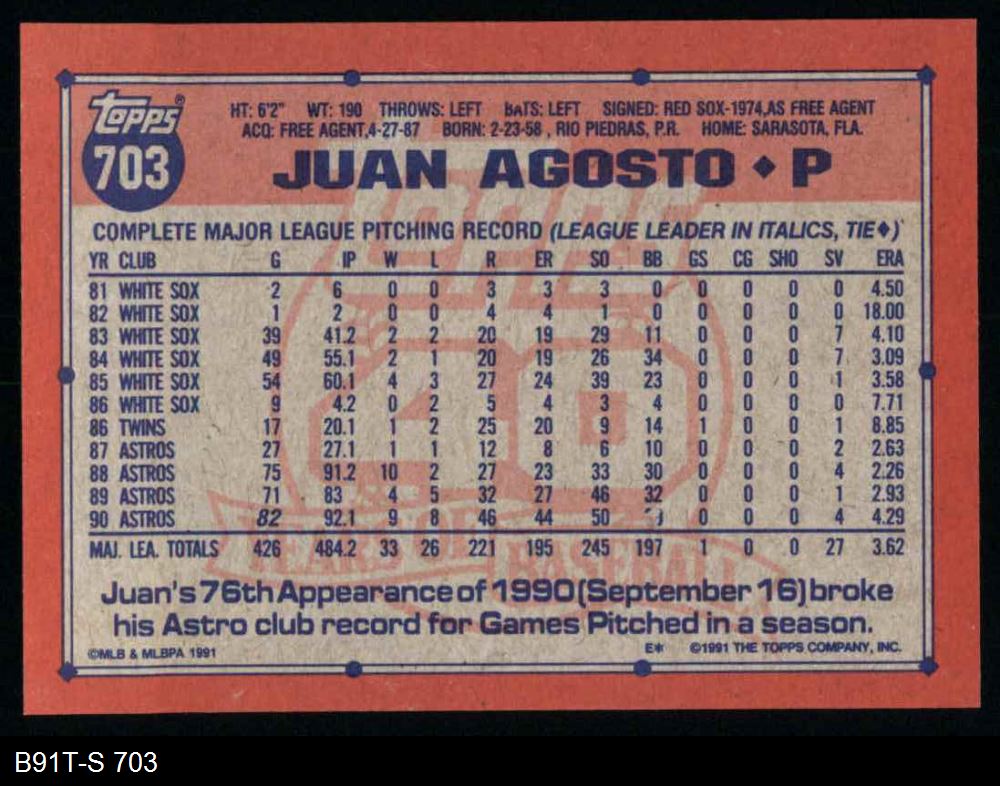 topps®
703
HT: 6'2" WT: 190 THROWS: LEFT BATS: LEFT SIGNED: RED SOX-1974,AS FREE AGENT
ACQ: FREE AGENT,4-27-87 BORN: 2-23-58 , RIO PIEDRAS, P.R. HOME: SARASOTA, FLA.
JUAN AGOSTO ♦ P
COMPLETE MAJOR LEAGUE PITCHING RECORD (LEAGUE LEADER IN ITALICS, TIE♦)
YR CLUB G IP W L R ER SO BB GS CG SHO SV ERA
81 WHITE SOX 2 6 0 0 3 3 3 0 0 0 0 0 4.50
82 WHITE SOX 1 2 0 0 4 4 1 0 0 0 0 0 18.00
83 WHITE SOX 39 41.2 2 2 20 19 29 11 0 0 0 7 4.10
84 WHITE SOX 49 55.1 2 1 20 19 26 34 0 0 0 7 3.09
85 WHITE SOX 54 60.1 4 3 27 24 39 23 0 0 0 1 3.58
86 WHITE SOX 9 4.2 0 2 5 4 3 4 0 0 0 0 7.71
86 TWINS 17 20.1 1 2 25 20 9 14 1 0 0 1 8.85
87 ASTROS 27 27.1 1 1 12 8 6 10 0 0 0 2 2.63
88 ASTROS 75 91.2 10 2 27 23 33 30 0 0 0 4 2.26
89 ASTROS 71 83 4 5 32 27 46 32 0 0 0 1 2.93
90 ASTROS 82 92.1 9 8 46 44 50 0 0 0 4 4.29
MAJ. LEA. TOTALS 426 484.2 33 26 221 195 245 197 1 0 0 27 3.62
Juan's 76th Appearance of 1990 (September 16) broke
his Astro club record for Games Pitched in a season.
©MLB & MLBPA 1991 E* ©1991 THE TOPPS COMPANY, INC.
topps
40
YEARS OF BASEBALL
B91T-S 703